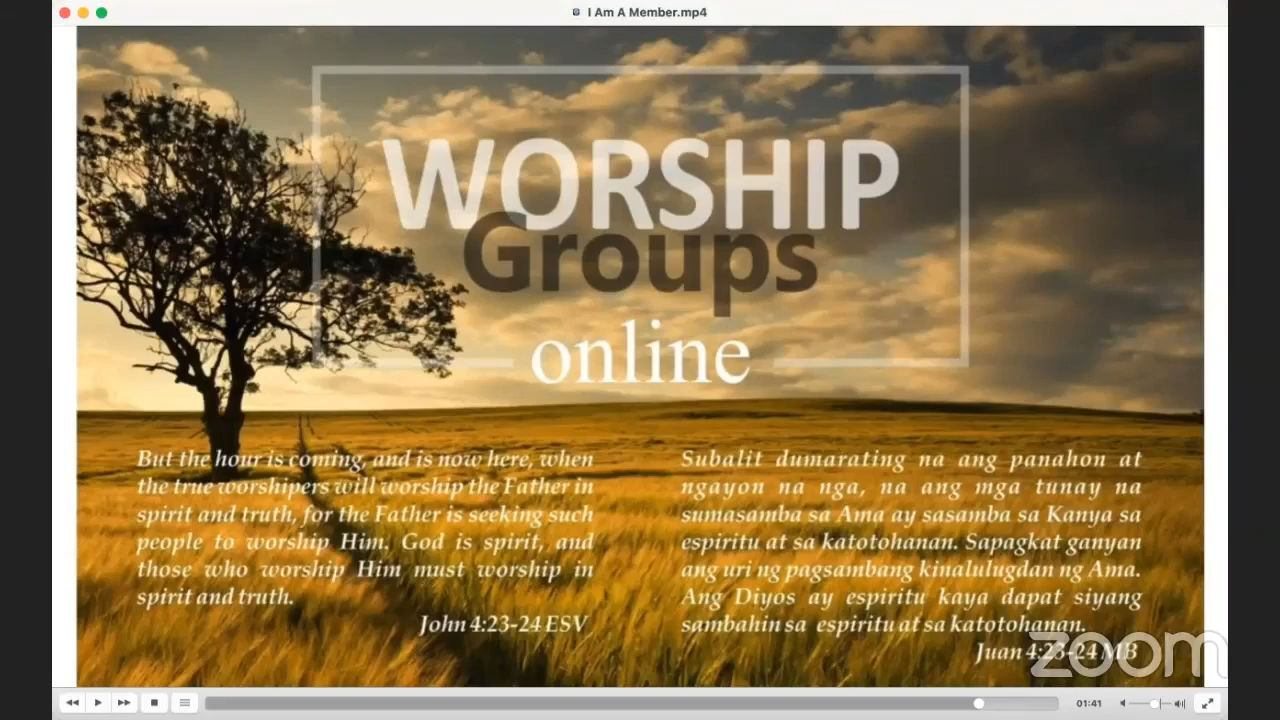 I Am A Member.mp4
WORSHIP
Groups
online
But the hour is coming, and is now here, when
the true worshipers will worship the Father in
spirit and truth, for the Father is seeking such
people to worship Him. God is spirit, and
those who worship Him must worship in
spirit and truth.
John 4:23-24 ESV
Subalit dumarating na ang panahon at
ngayon na nga, na ang mga tunay na
sumasamba sa Ama ay sasamba sa Kanya sa
espiritu at sa katotohanan. Sapagkat ganyan
ang uri ng pagsambang kinalulugdan ng Ama.
Ang Diyos ay espiritu kaya dapat siyang
sambahin sa espiritu at sa katotohanan.
Juan 4:23-24 MB
zoom
01:41